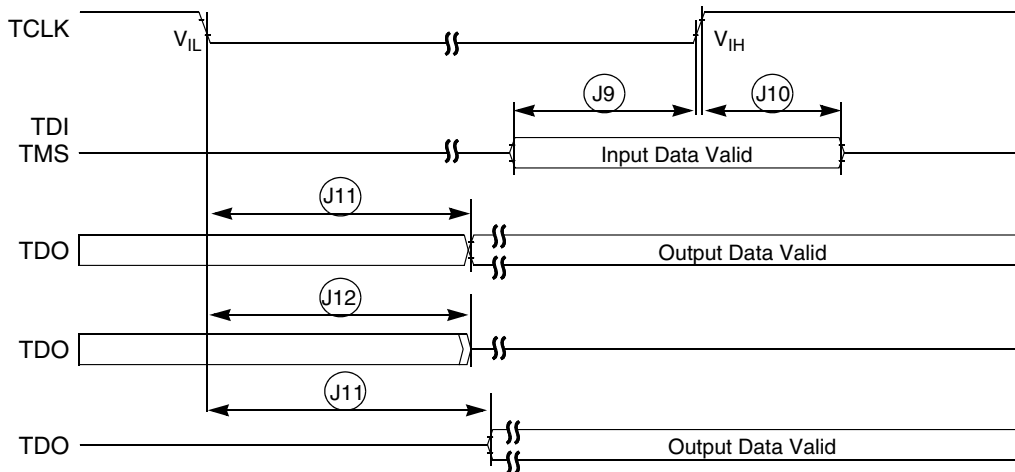 TCLK
V_IL
V_IH
J9
J10
TDI
TMS
Input Data Valid
J11
TDO
Output Data Valid
J12
TDO
J11
TDO
Output Data Valid